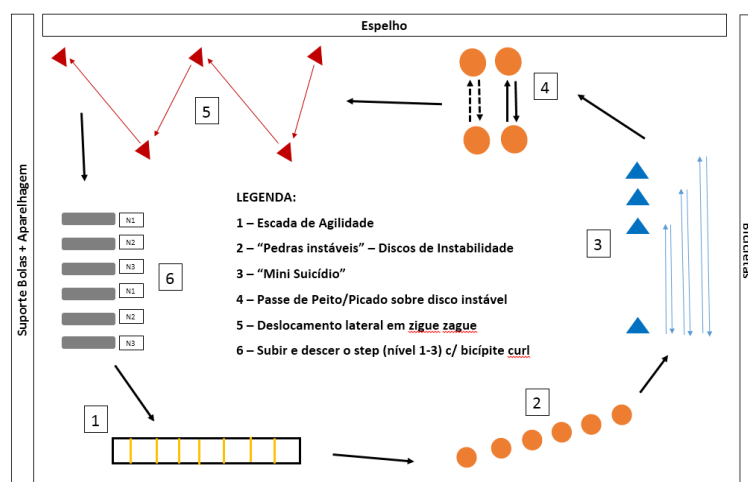 Espelho
Suporte Bolas + Aparelhagem
Bicicletas
5
4
LEGENDA:
1 – Escada de Agilidade
2 – “Pedras instáveis” – Discos de Instabilidade
3 – “Mini Suicídio”
4 – Passe de Peito/Picado sobre disco instável
5 – Deslocamento lateral em zigue zague
6 – Subir e descer o step (nível 1-3) c/ bicípite curl
N1
N2
N3
N1
N2
N3
6
3
1
2